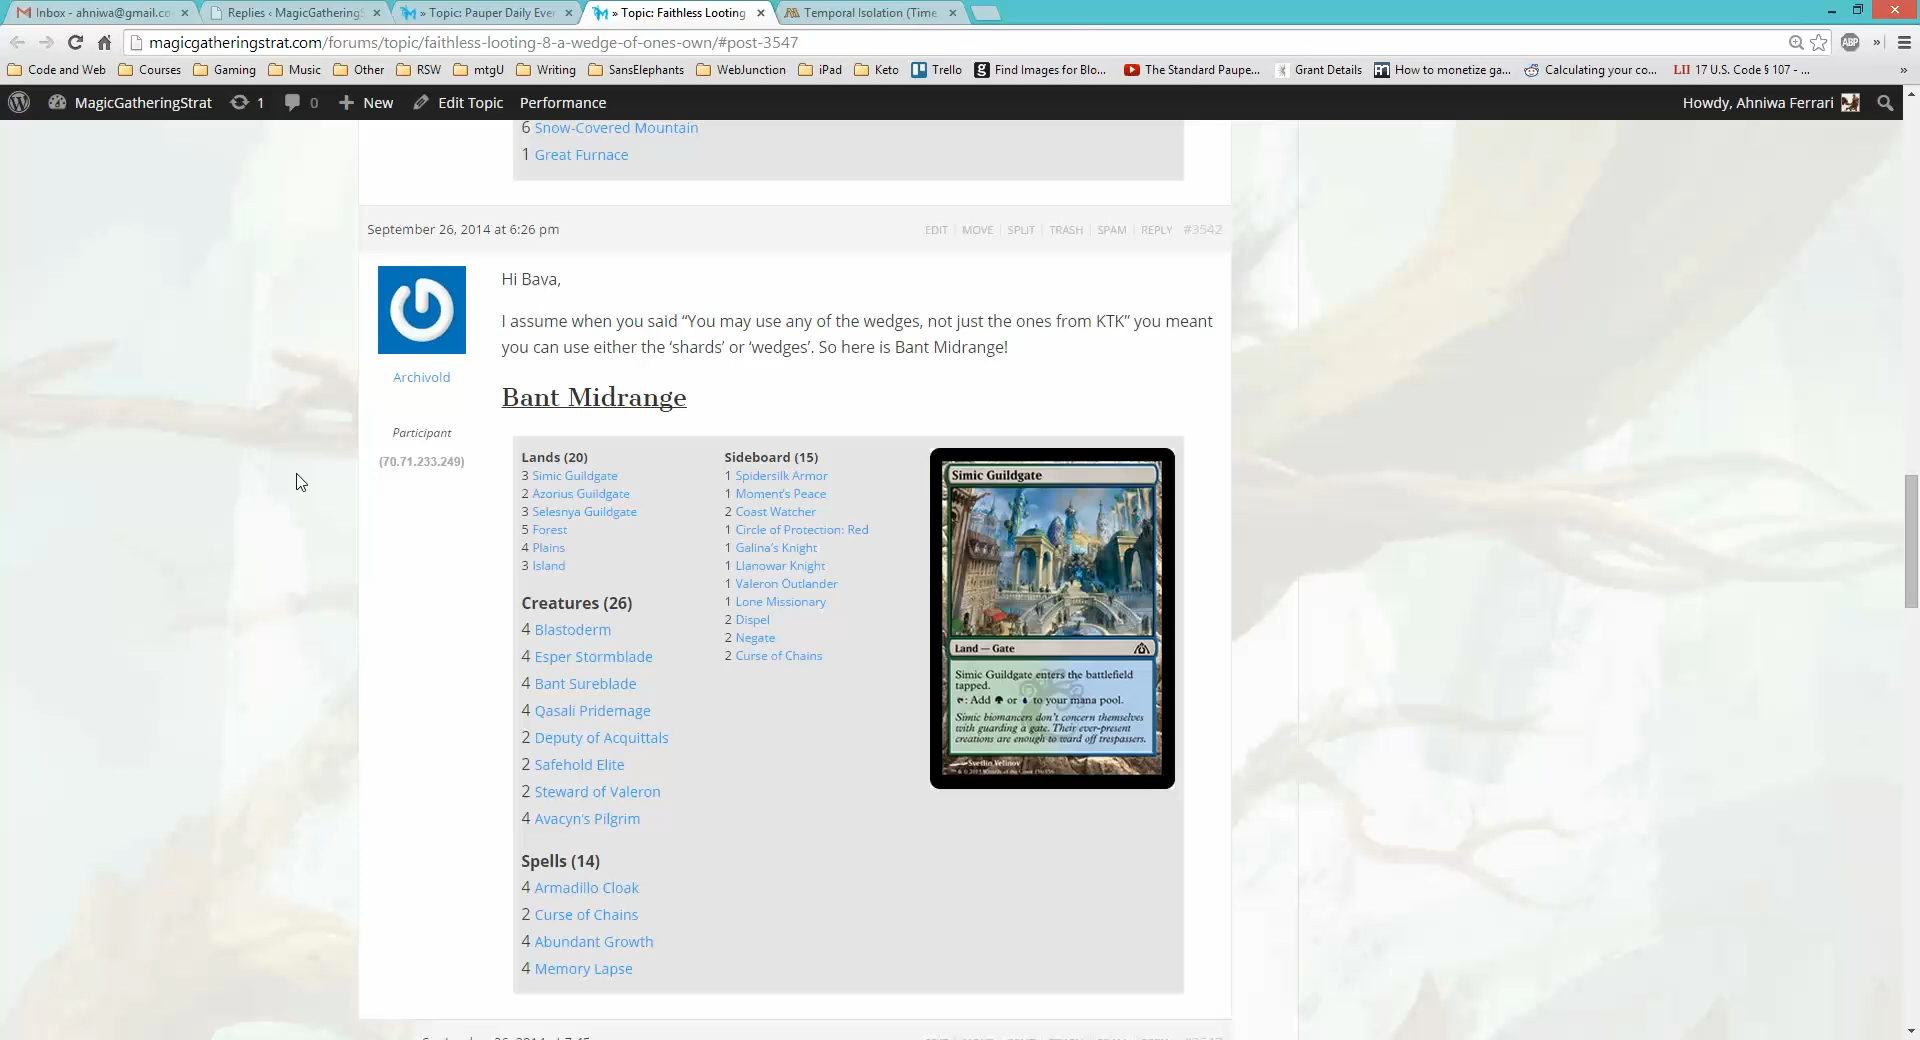 Inbox - ahniwa@gmail.co
Replies ‹ MagicGatheringS
» Topic: Pauper Daily Ever
» Topic: Faithless Looting
Temporal Isolation (Time
magicgatheringstrat.com/forums/topic/faithless-looting-8-a-wedge-of-ones-own/#post-3547
ABP
Code and Web
Courses
Gaming
Music
Other
RSW
mtgU
Writing
SansElephants
WebJunction
iPad
Keto
Trello
Find Images for Blo...
The Standard Paupe...
Grant Details
How to monetize ga...
Calculating your co...
LII 17 U.S. Code § 107 - ...
MagicGatheringStrat
1
0
New
Edit Topic
Performance
Howdy, Ahniwa Ferrari
6 Snow-Covered Mountain
1 Great Furnace
September 26, 2014 at 6:26 pm
EDIT | MOVE | SPLIT | TRASH | SPAM | REPLY #3542
Archivold
Participant
(70.71.233.249)
Hi Bava,
I assume when you said “You may use any of the wedges, not just the ones from KTK” you meant
you can use either the ‘shards’ or ‘wedges’. So here is Bant Midrange!
Bant Midrange
Lands (20)
3 Simic Guildgate
2 Azorius Guildgate
3 Selesnya Guildgate
5 Forest
4 Plains
3 Island
Creatures (26)
4 Blastoderm
4 Esper Stormblade
4 Bant Sureblade
4 Qasali Pridemage
2 Deputy of Acquittals
2 Safehold Elite
2 Steward of Valeron
4 Avacyn's Pilgrim
Spells (14)
4 Armadillo Cloak
2 Curse of Chains
4 Abundant Growth
4 Memory Lapse
Sideboard (15)
1 Spidersilk Armor
1 Moment's Peace
2 Coast Watcher
1 Circle of Protection: Red
1 Galina's Knight
1 Llanowar Knight
1 Valeron Outlander
1 Lone Missionary
2 Dispel
2 Negate
2 Curse of Chains
Simic Guildgate
Land — Gate
Simic Guildgate enters the battlefield
tapped.
: Add or to your mana pool.
Simic biomancers don't concern themselves
with guarding a gate. Their ever-present
creations are enough to ward off trespassers.
Svetlin Velinov